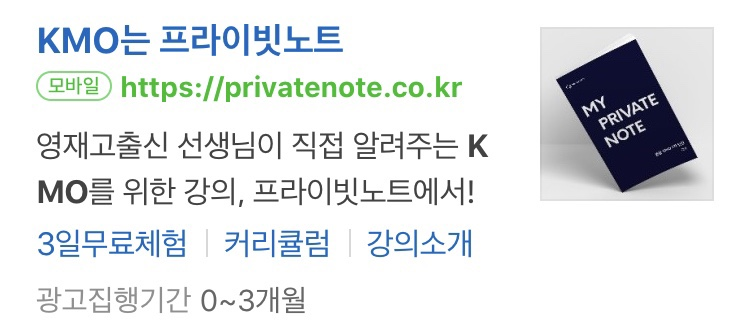 KMO는 프라이빗노트
모바일 https://privatenote.co.kr
영재고출신 선생님이 직접 알려주는 K
MO를 위한 강의, 프라이빗노트에서!
3일무료체험 | 커리큘럼 | 강의소개
광고집행기간 0~3개월
MY
PRIVATE
NOTE